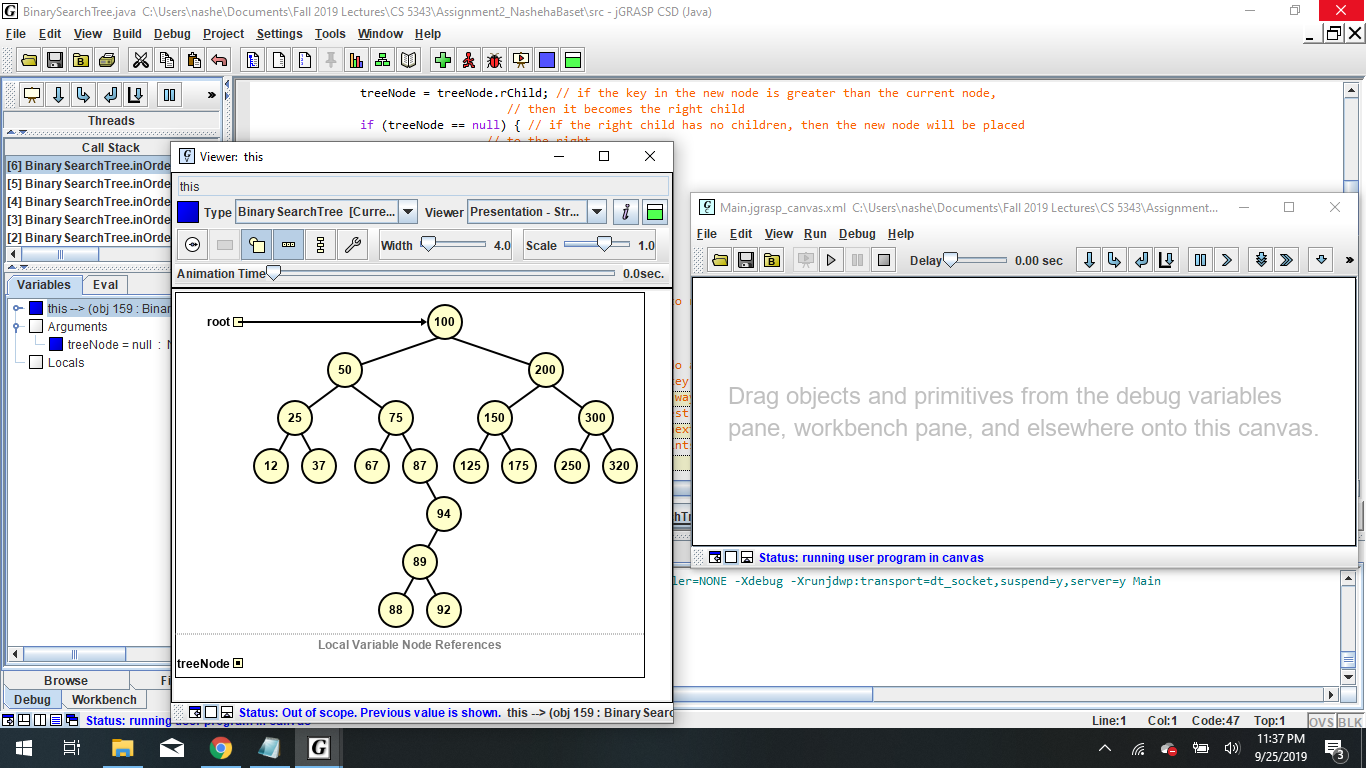 BinarySearchTree.java C:\Users\nashe\Documents\Fall 2019 Lectures\CS 5343\Assignment2_NashehaBaset\src - jGRASP CSD (Java)
File Edit View Build Debug Project Settings Tools Window Help
Threads
Call Stack
[6] BinarySearchTree.inOrde
[5] BinarySearchTree.inOrde
[4] BinarySearchTree.inOrde
[3] BinarySearchTree.inOrde
[2] BinarySearchTree.inOrde
Variables Eval
this --> (obj 159 : Binar
Arguments
treeNode = null :
Locals
Browse
Debug Workbench
treeNode = treeNode.rChild; // if the key in the new node is greater than the current node,
// then it becomes the right child
if (treeNode == null) { // if the right child has no children, then the new node will be placed
// to the right
Viewer: this
this
Type BinarySearchTree [Curre... Viewer Presentation - Str...
Width 4.0 Scale 1.0
Animation Time 0.0sec.
root 100
50 200
25 75 150 300
12 37 67 87 125 175 250 320
94
89
88 92
Local Variable Node References
treeNode
Status: Out of scope. Previous value is shown. this --> (obj 159 : BinarySearc
Main.jgrasp_canvas.xml C:\Users\nashe\Documents\Fall 2019 Lectures\CS 5343\Assignment...
File Edit View Run Debug Help
Delay 0.00 sec
Drag objects and primitives from the debug variables
pane, workbench pane, and elsewhere onto this canvas.
Status: running user program in canvas
ler=NONE -Xdebug -Xrunjdwp:transport=dt_socket,suspend=y,server=y Main
Status: running user program in canvas
Line:1 Col:1 Code:47 Top:1 OVS BLK
11:37 PM
9/25/2019
3